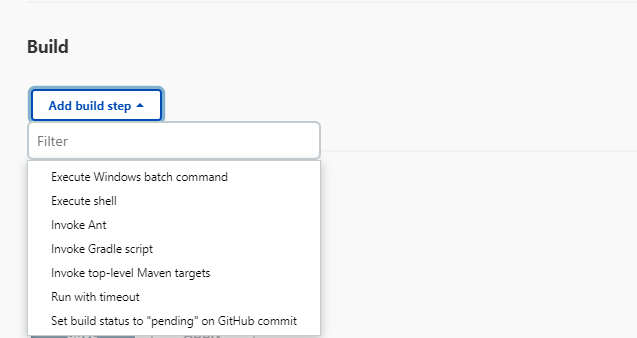 Build
Add build step
Filter
Execute Windows batch command
Execute shell
Invoke Ant
Invoke Gradle script
Invoke top-level Maven targets
Run with timeout
Set build status to "pending" on GitHub commit